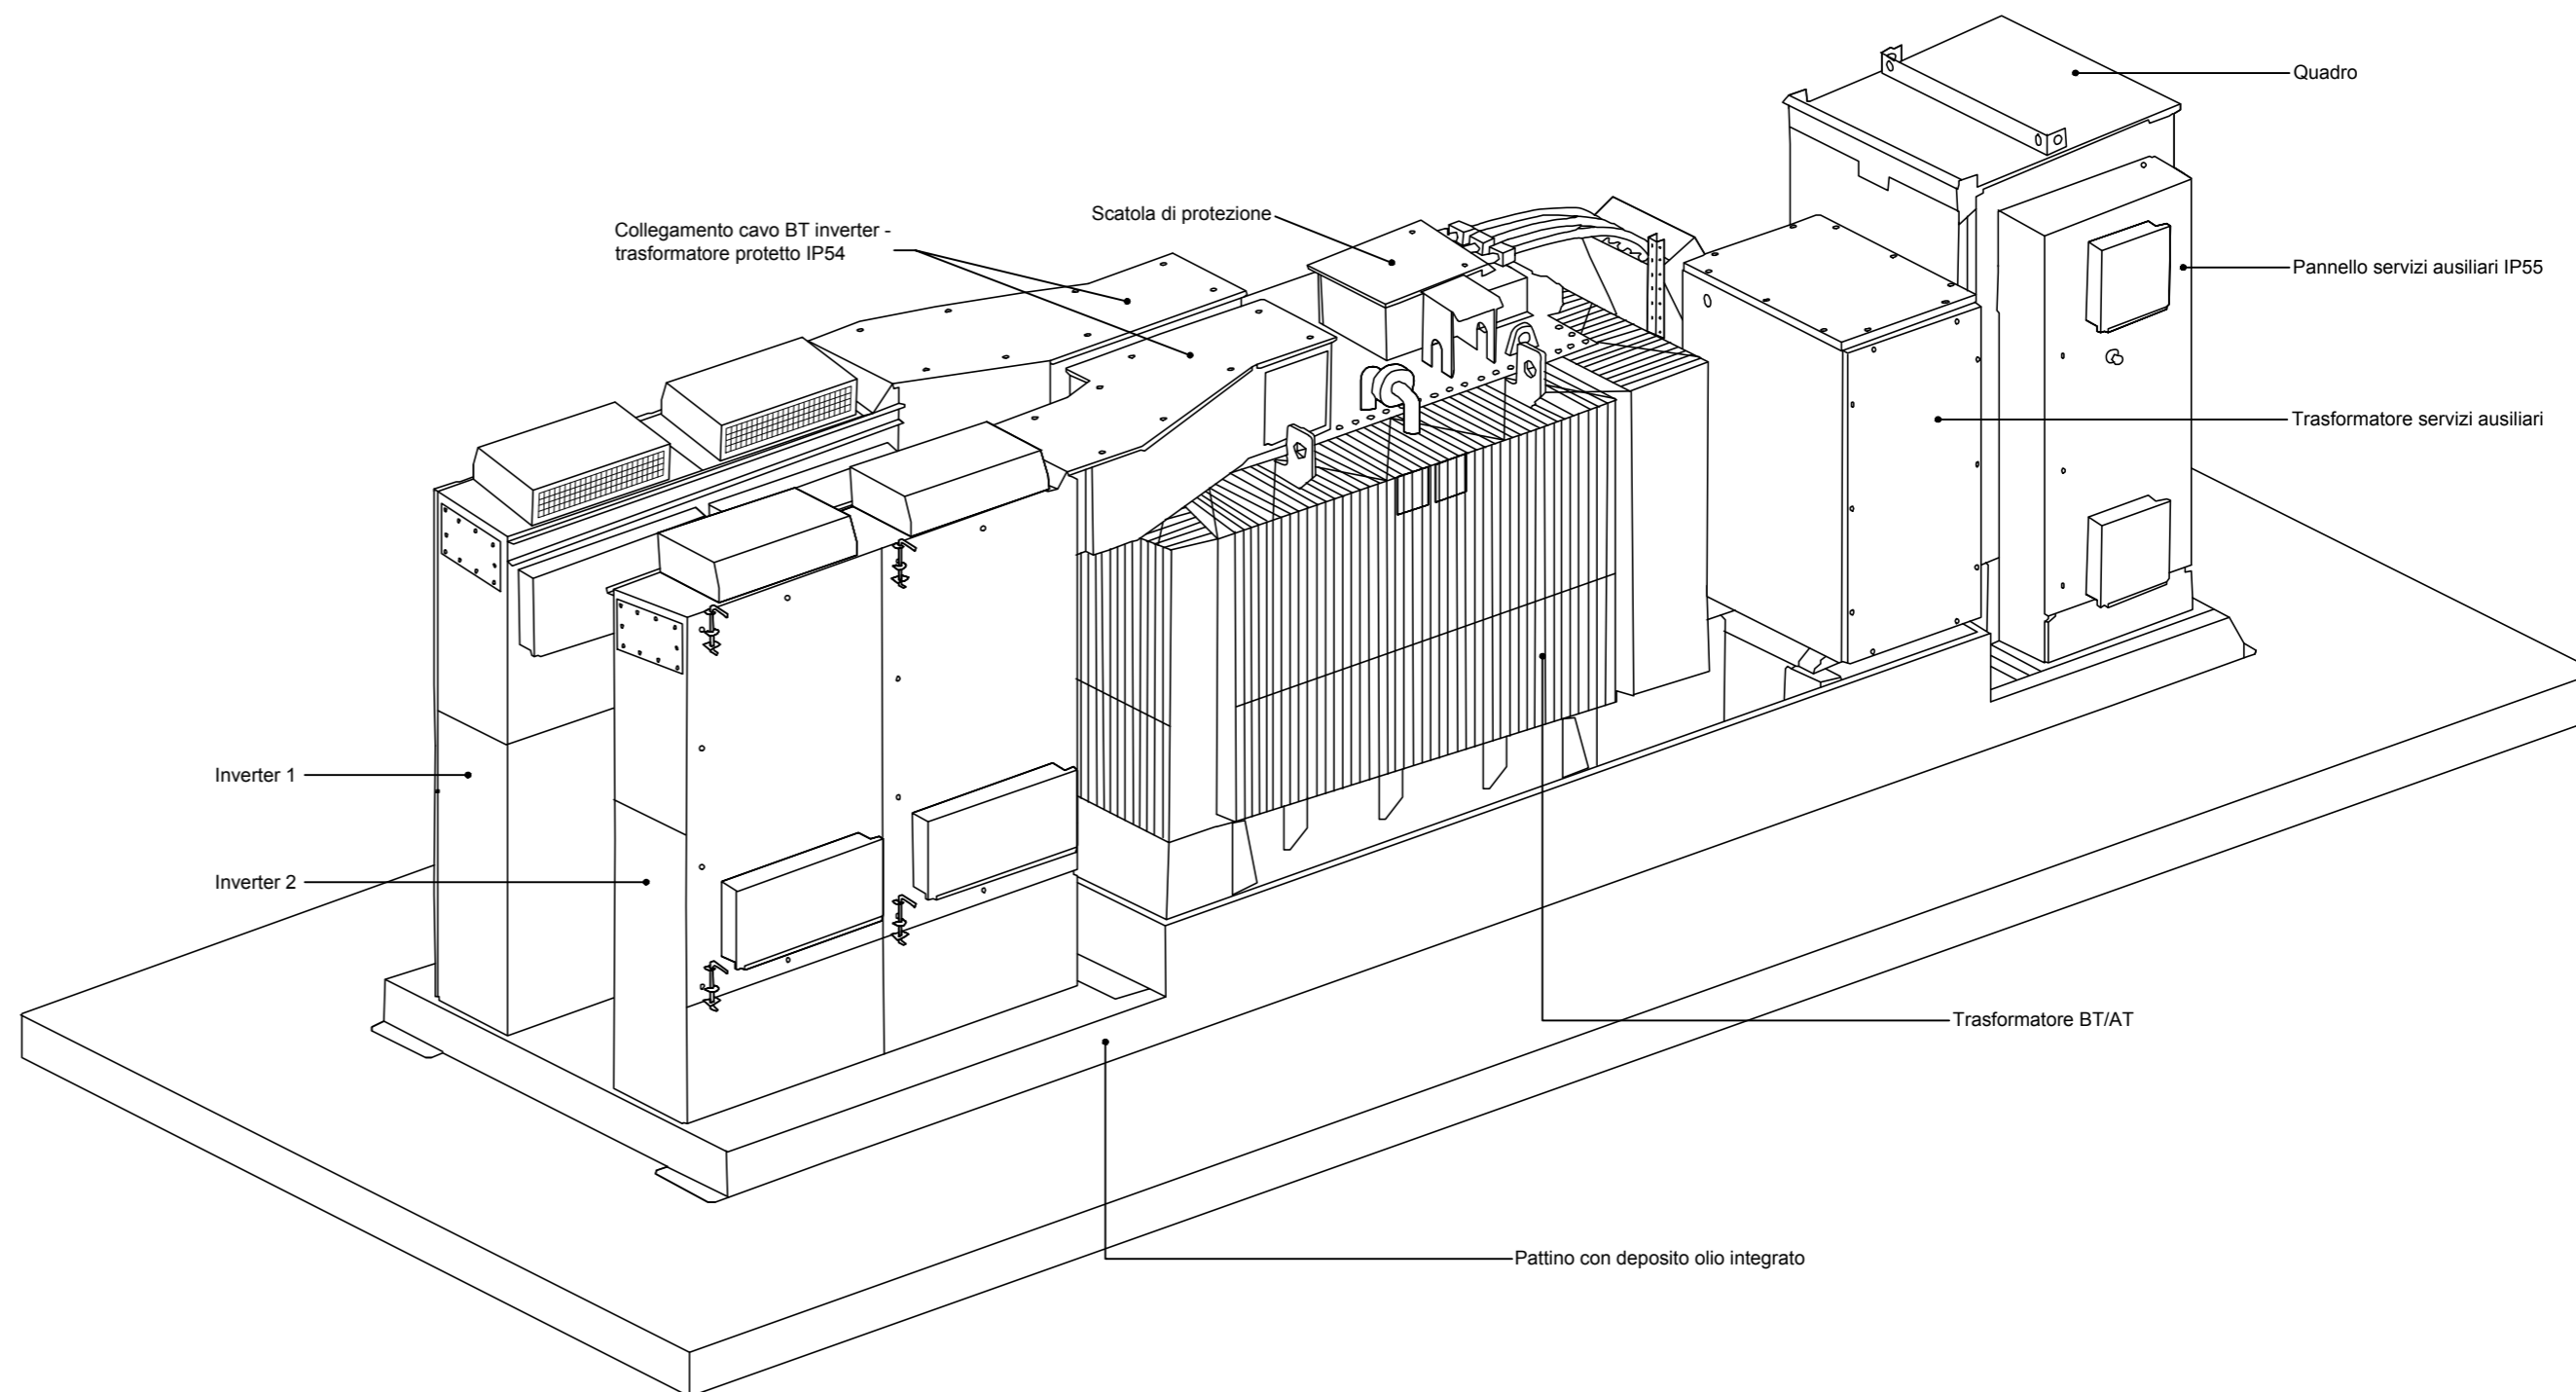 Quadro
Scatola di protezione
Collegamento cavo BT inverter -
trasformatore protetto IP54
Pannello servizi ausiliari IP55
Trasformatore servizi ausiliari
Inverter 1
Inverter 2
Trasformatore BT/AT
Pattino con deposito olio integrato